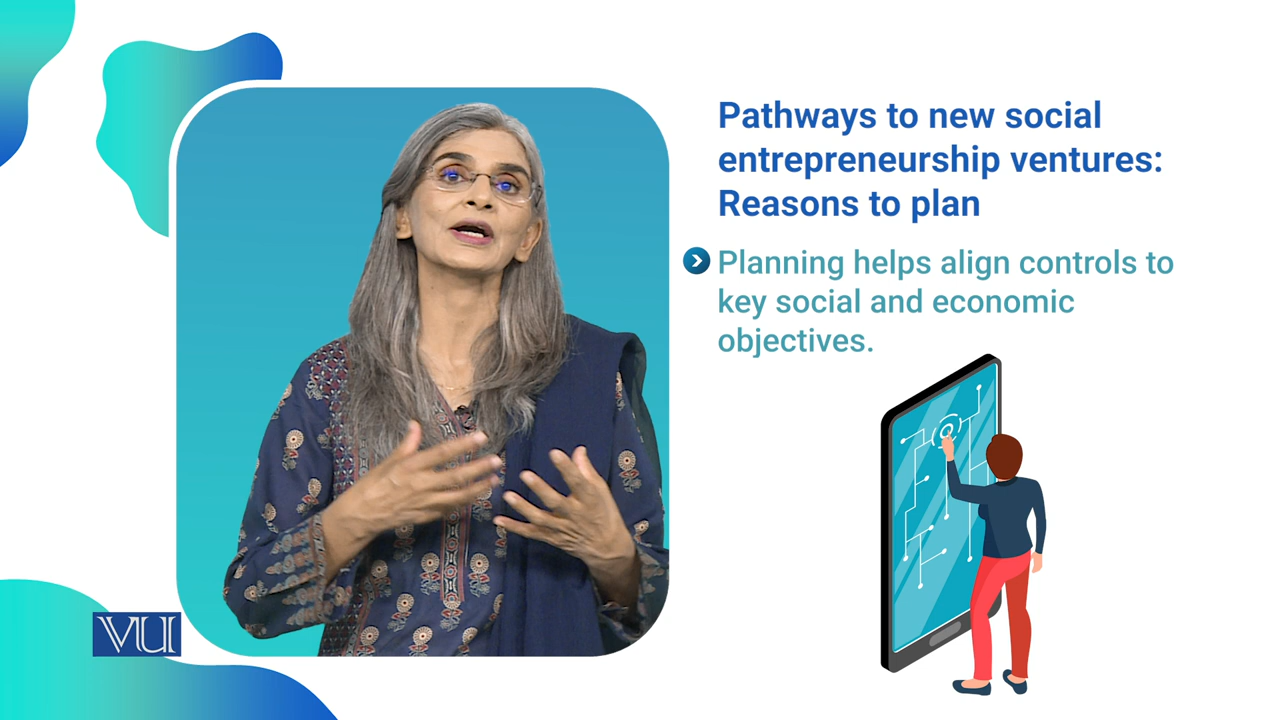 Pathways to new social
entrepreneurship ventures:
Reasons to plan
Planning helps align controls to
key social and economic
objectives.
VU